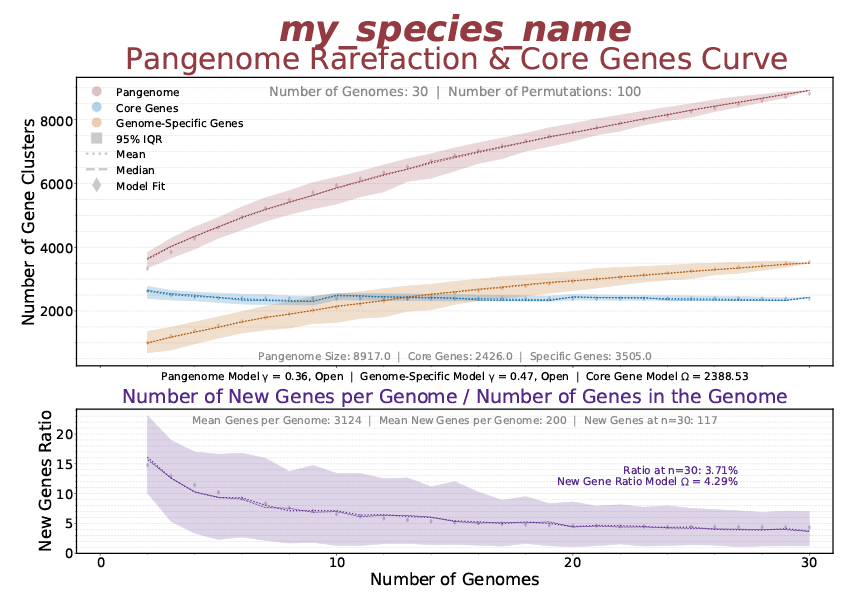 my_species_name
Pangenome Rarefaction & Core Genes Curve
Number of Genomes: 30 | Number of Permutations: 100
Pangenome
Core Genes
Genome-Specific Genes
95% IQR
Mean
Median
Model Fit
Number of Gene Clusters
8000
6000
4000
2000
Pangenome Size: 8917.0 | Core Genes: 2426.0 | Specific Genes: 3505.0
Pangenome Model γ = 0.36, Open | Genome-Specific Model γ = 0.47, Open | Core Gene Model Ω = 2388.53
Number of New Genes per Genome / Number of Genes in the Genome
Mean Genes per Genome: 3124 | Mean New Genes per Genome: 200 | New Genes at n=30: 117
Ratio at n=30: 3.71%
New Gene Ratio Model Ω = 4.29%
New Genes Ratio
20
15
10
5
0
0 10 20 30
Number of Genomes